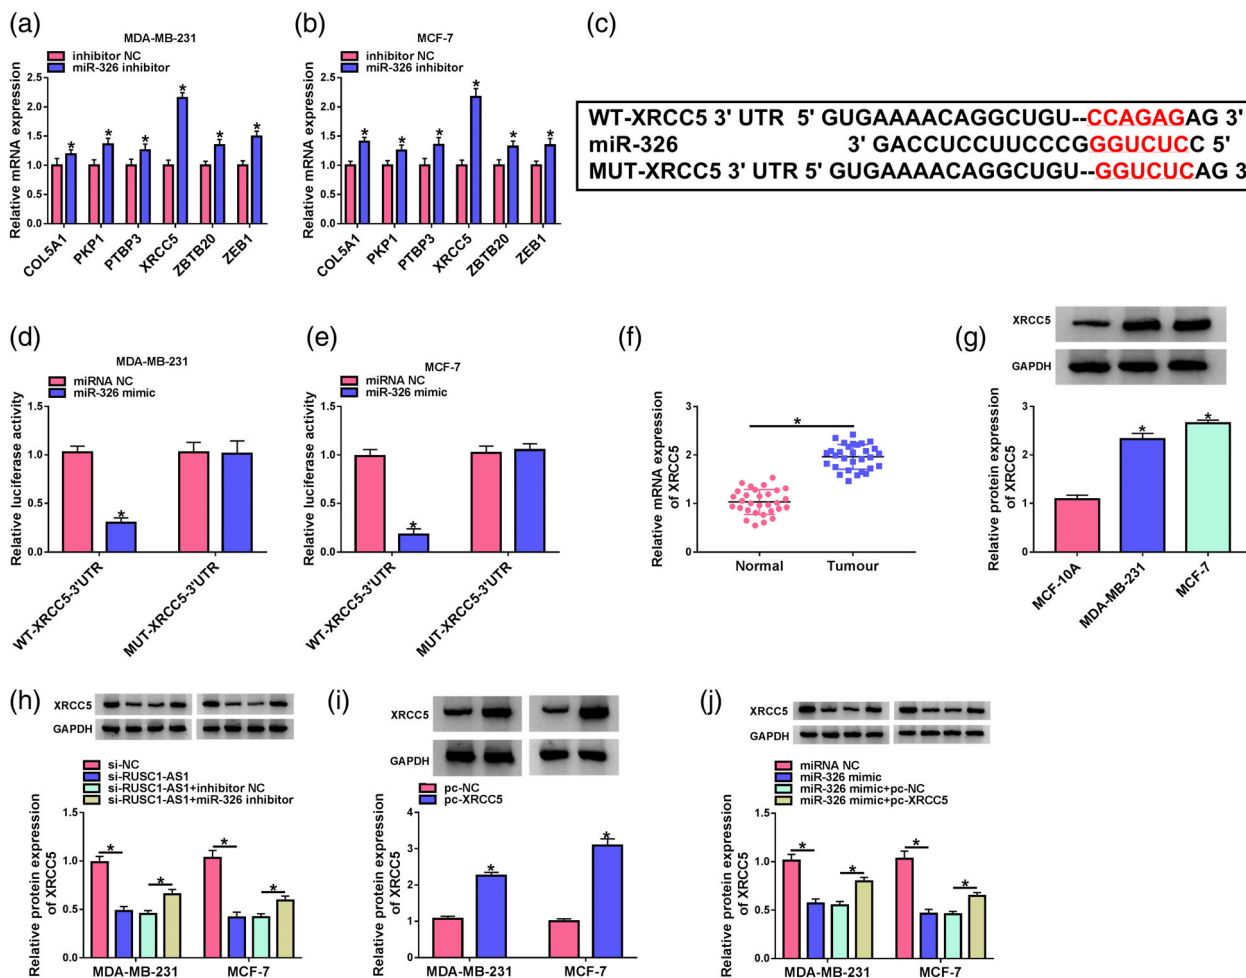 (a)
MDA-MB-231
inhibitor NC
miR-326 inhibitor
Relative mRNA expression
2.5
2.0
1.5
1.0
0.5
0.0
* * * * * *
COL5A1 PKP1 PTBP3 XRCC5 ZBTB20 ZEB1
(b)
MCF-7
inhibitor NC
miR-326 inhibitor
Relative mRNA expression
2.5
2.0
1.5
1.0
0.5
0.0
* * * * * *
COL5A1 PKP1 PTBP3 XRCC5 ZBTB20 ZEB1
(c)
WT-XRCC5 3' UTR 5' GUGAAAACAGGCUGU--CCAGAGAG 3'
miR-326 3' GACCUCCUUCCCGGGUCUCC 5'
MUT-XRCC5 3' UTR 5' GUGAAAACAGGCUGU--GGUCUCAG 3'
(d)
MDA-MB-231
miRNA NC
miR-326 mimic
Relative luciferase activity
1.5
1.0
0.5
0.0
*
WT-XRCC5-3'UTR MUT-XRCC5-3'UTR
(e)
MCF-7
miRNA NC
miR-326 mimic
Relative luciferase activity
1.5
1.0
0.5
0.0
*
WT-XRCC5-3'UTR MUT-XRCC5-3'UTR
(f)
Relative mRNA expression
of XRCC5
3
2
1
0
*
Normal Tumour
(g)
XRCC5
GAPDH
Relative protein expression
of XRCC5
3
2
1
0
* *
MCF-10A MDA-MB-231 MCF-7
(h)
XRCC5
GAPDH
si-NC
si-RUSC1-AS1
si-RUSC1-AS1+inhibitor NC
si-RUSC1-AS1+miR-326 inhibitor
Relative protein expression
of XRCC5
1.5
1.0
0.5
0.0
* * * *
MDA-MB-231 MCF-7
(i)
XRCC5
GAPDH
pc-NC
pc-XRCC5
Relative protein expression
of XRCC5
4
3
2
1
0
* *
MDA-MB-231 MCF-7
(j)
XRCC5
GAPDH
miRNA NC
miR-326 mimic
miR-326 mimic+pc-NC
miR-326 mimic+pc-XRCC5
Relative protein expression
of XRCC5
1.5
1.0
0.5
0.0
* * * *
MDA-MB-231 MCF-7